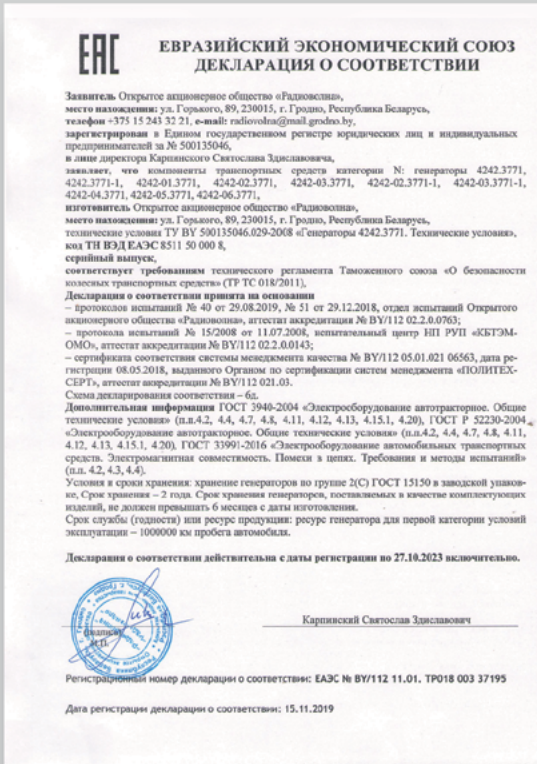 ЕАС
ЕВРАЗИЙСКИЙ ЭКОНОМИЧЕСКИЙ СОЮЗ
ДЕКЛАРАЦИЯ О СООТВЕТСТВИИ
Заявитель Открытое акционерное общество «Радиоволна»,
место нахождения: ул. Горького, 89, 230015, г. Гродно, Республика Беларусь,
телефон +375 15 243 32 21, e-mail: radiovolna@mail.grodno.by,
зарегистрирован в Едином государственном регистре юридических лиц и индивидуальных
предпринимателей за № 500135046,
в лице директора Карпинского Святослава Здиславовича,
заявляет, что компоненты транспортных средств категории N: генераторы 4242.3771,
4242.3771-1, 4242-01.3771, 4242-02.3771, 4242-03.3771, 4242-02.3771-1, 4242-03.3771-1,
4242-04.3771, 4242-05.3771, 4242-06.3771,
изготовитель Открытое акционерное общество «Радиоволна»,
место нахождения: ул. Горького, 89, 230015, г. Гродно, Республика Беларусь,
технические условия ТУ BY 500135046.029-2008 «Генераторы 4242.3771. Технические условия»,
код ТН ВЭД ЕАЭС 8511 50 000 8,
серийный выпуск,
соответствует требованиям технического регламента Таможенного союза «О безопасности
колесных транспортных средств» (ТР ТС 018/2011),
Декларация о соответствии принята на основании
– протоколов испытаний № 40 от 29.08.2019, № 51 от 29.12.2018, отдел испытаний Открытого
акционерного общества «Радиоволна», аттестат аккредитации № BY/112 02.2.0.0763;
– протокола испытаний № 15/2008 от 11.07.2008, испытательный центр НП РУП «КБТЭМ-
ОМО», аттестат аккредитации № BY/112 02.2.0.0143;
– сертификата соответствия системы менеджмента качества № BY/112 05.01.021 06563, дата ре-
гистрации 08.05.2018, выданного Органом по сертификации систем менеджмента «ПОЛИТЕХ-
СЕРТ», аттестат аккредитации № BY/112 021.03.
Схема декларирования соответствия – 6д.
Дополнительная информация ГОСТ 3940-2004 «Электрооборудование автотракторное. Общие
технические условия» (п.п.4.2, 4.4, 4.7, 4.8, 4.11, 4.12, 4.13, 4.15.1, 4.20), ГОСТ Р 52230-2004
«Электрооборудование автотракторное. Общие технические условия» (п.п.4.2, 4.4, 4.7, 4.8, 4.11,
4.12, 4.13, 4.15.1, 4.20), ГОСТ 33991-2016 «Электрооборудование автомобильных транспортных
средств. Электромагнитная совместимость. Помехи в цепях. Требования и методы испытаний»
(п.п. 4.2, 4.3, 4.4).
Условия и сроки хранения: хранение генераторов по группе 2(С) ГОСТ 15150 в заводской упаков-
ке, Срок хранения – 2 года. Срок хранения генераторов, поставляемых в качестве комплектующих
изделий, не должен превышать 6 месяцев с даты изготовления.
Срок службы (годности) или ресурс продукции: ресурс генератора для первой категории условий
эксплуатации – 1000000 км пробега автомобиля.
Декларация о соответствии действительна с даты регистрации по 27.10.2023 включительно.
(подпись)
М.П.
Карпинский Святослав Здиславович
Регистрационный номер декларации о соответствии: ЕАЭС № BY/112 11.01. ТР018 003 37195
Дата регистрации декларации о соответствии: 15.11.2019